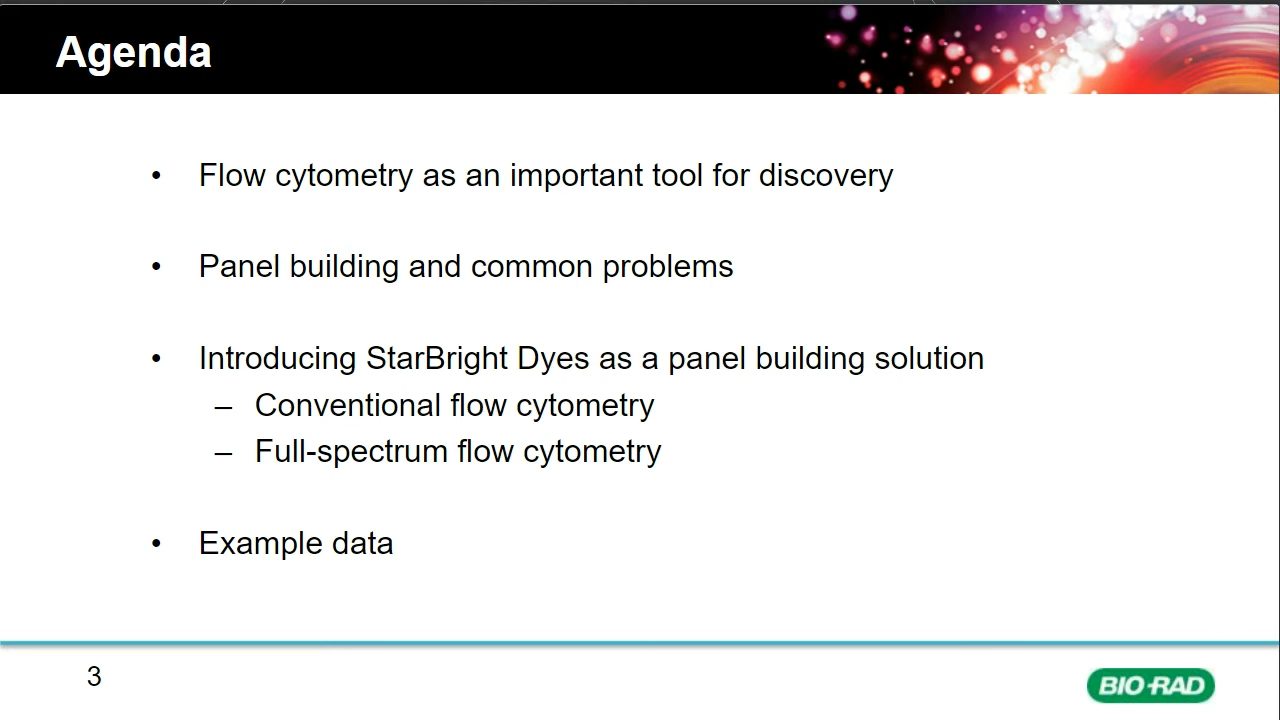 Agenda
• Flow cytometry as an important tool for discovery
• Panel building and common problems
• Introducing StarBright Dyes as a panel building solution
– Conventional flow cytometry
– Full-spectrum flow cytometry
• Example data
3
BIO-RAD